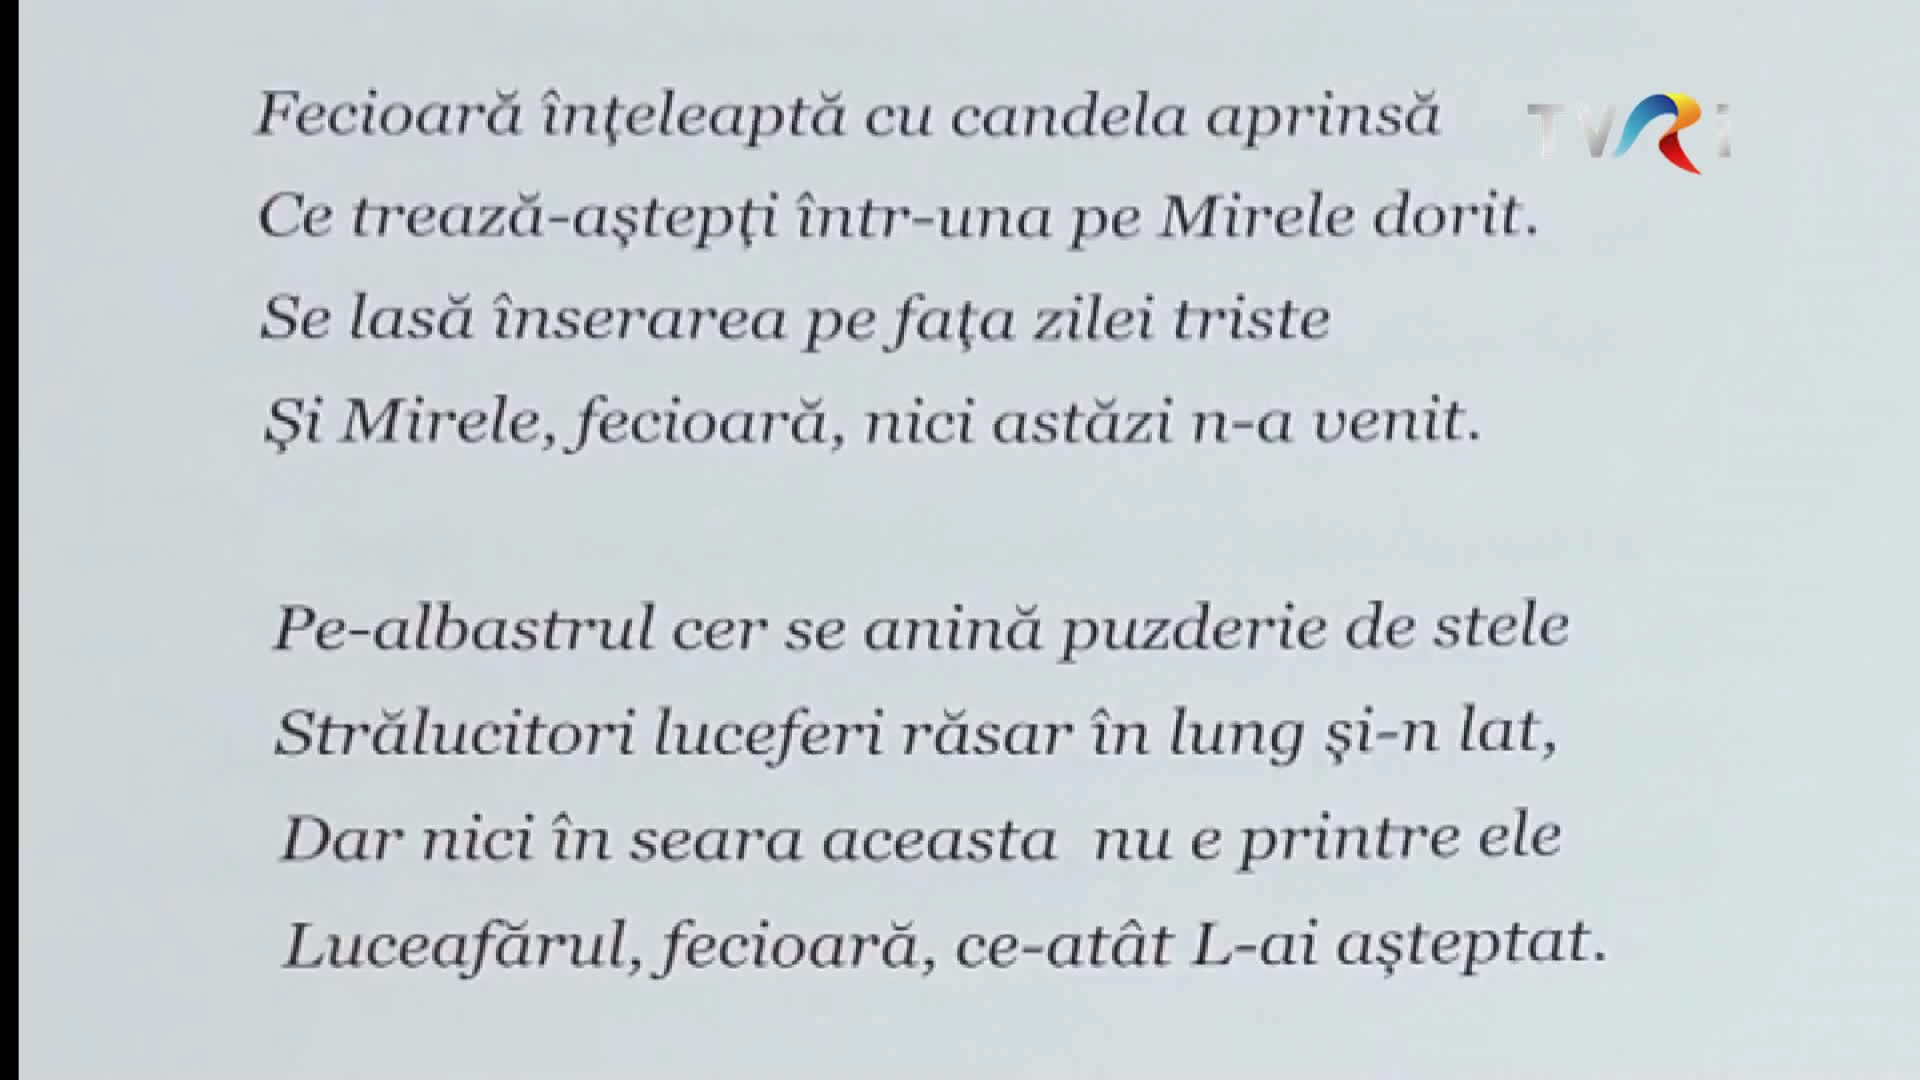 Fecioară înţeleaptă cu candela aprinsă
TVRi
Ce trează-aştepţi într-una pe Mirele dorit.
Se lasă înserarea pe faţa zilei triste
Şi Mirele, fecioară, nici astăzi n-a venit.
Pe-albastrul cer se anină puzderie de stele
Strălucitori luceferi răsar în lung şi-n lat,
Dar nici în seara aceasta nu e printre ele
Luceafărul, fecioară, ce-atât L-ai aşteptat.